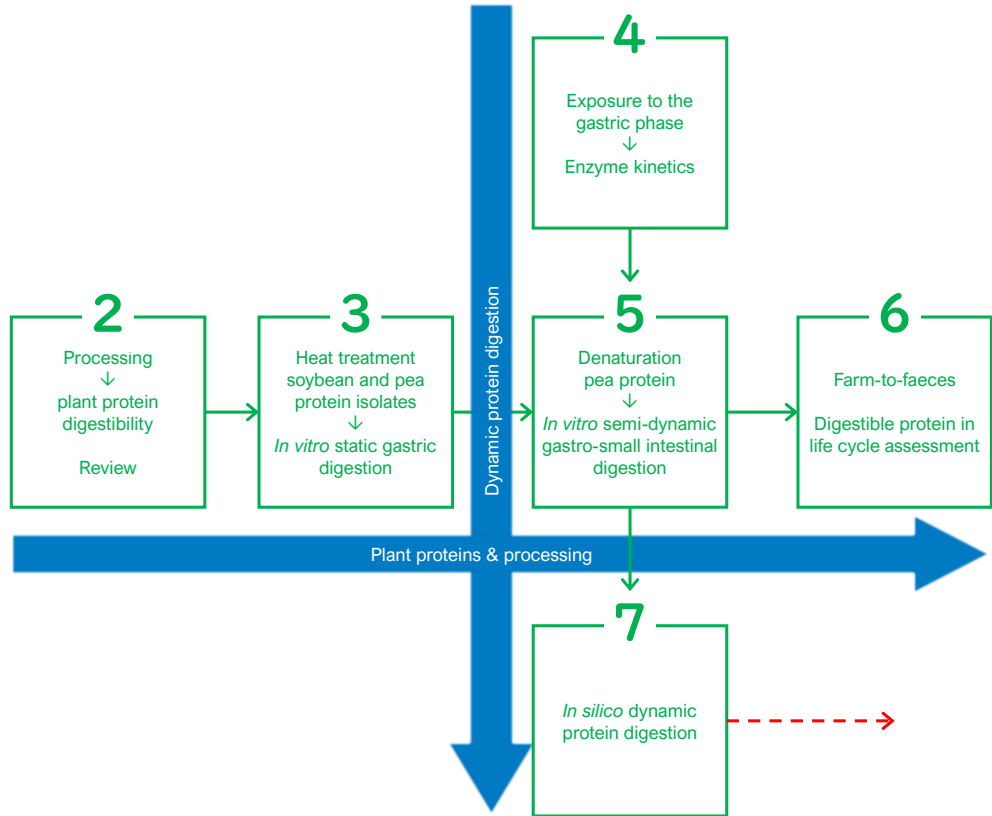 4
Exposure to the
gastric phase
↓
Enzyme kinetics
Dynamic protein digestion
2
Processing
↓
plant protein
digestibility
Review
3
Heat treatment
soybean and pea
protein isolates
↓
In vitro static gastric
digestion
5
Denaturation
pea protein
↓
In vitro semi-dynamic
gastro-small intestinal
digestion
6
Farm-to-faeces
Digestible protein in
life cycle assessment
Plant proteins & processing
7
In silico dynamic
protein digestion